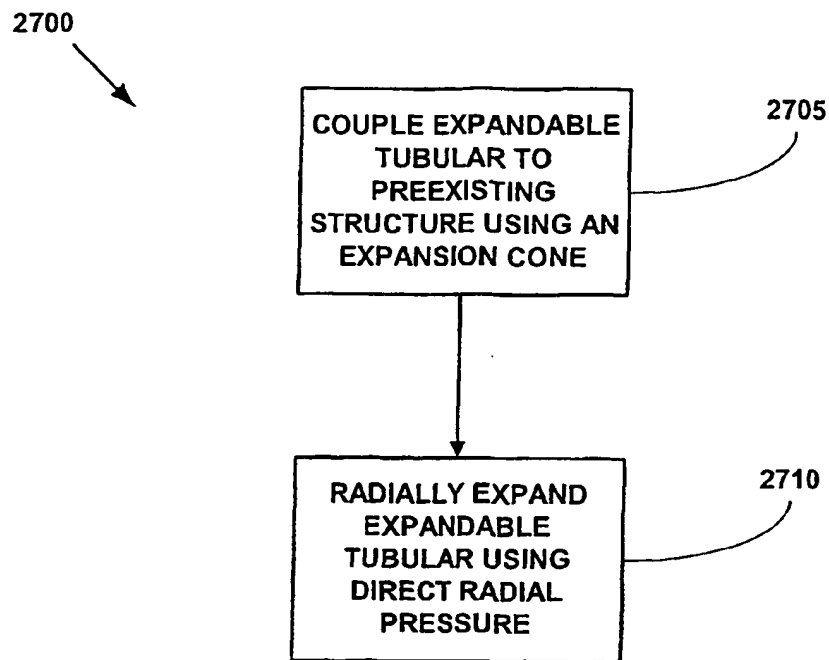 2700
COUPLE EXPANDABLE
TUBULAR TO
PREEXISTING
STRUCTURE USING AN
EXPANSION CONE
2705
RADIALLY EXPAND
EXPANDABLE
TUBULAR USING
DIRECT RADIAL
PRESSURE
2710